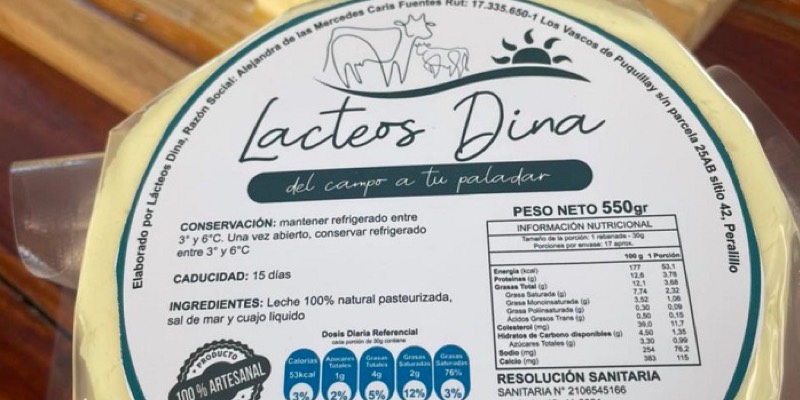 Elaborado por Lácteos Dina, Razón Social: Alejandra de las Mercedes Caris Fuentes Rut: 17.335.650-1 Los Vascos de Puquillay s/n parcela 25AB sitio 42, Peralillo
Lacteos Dina
del campo a tu paladar
CONSERVACIÓN: mantener refrigerado entre
3° y 6°C. Una vez abierto, conservar refrigerado
entre 3° y 6°C
CADUCIDAD: 15 días
INGREDIENTES: Leche 100% natural pasteurizada,
sal de mar y cuajo liquido
PESO NETO 550gr
INFORMACIÓN NUTRICIONAL
Tamaño de la porción: 1 rebanada - 30g
Porciones por envase: 17 aprox.
100 g 1 Porción
Energía (kcal) 177 53,1
Proteínas (g) 12,6 3,78
Grasas Total (g) 12,1 3,68
Grasa Saturada (g) 7,74 2,32
Grasa Monoinsaturada (g) 3,52 1,06
Grasa Poliinsaturada (g) 0,30 0,09
Ácidos Grasos Trans (g) 0,50 0,15
Colesterol (mg) 39,0 11,7
Hidratos de Carbono disponibles (g) 4,50 1,35
Azúcares Totales (g) 3,30 0,99
Sodio (mg) 254 76,2
Calcio (mg) 383 115
RESOLUCIÓN SANITARIA
SANITARIA N° 2106545166
Dosis Diaria Referencial
cada porción de 30g contiene
Calorías 53kcal 3%
Azúcares Totales 1g 2%
Grasas Totales 4g 5%
Grasas Saturadas 2g 12%
Grasas Saturadas 76% 3%
PRODUCTO
100 % ARTESANAL